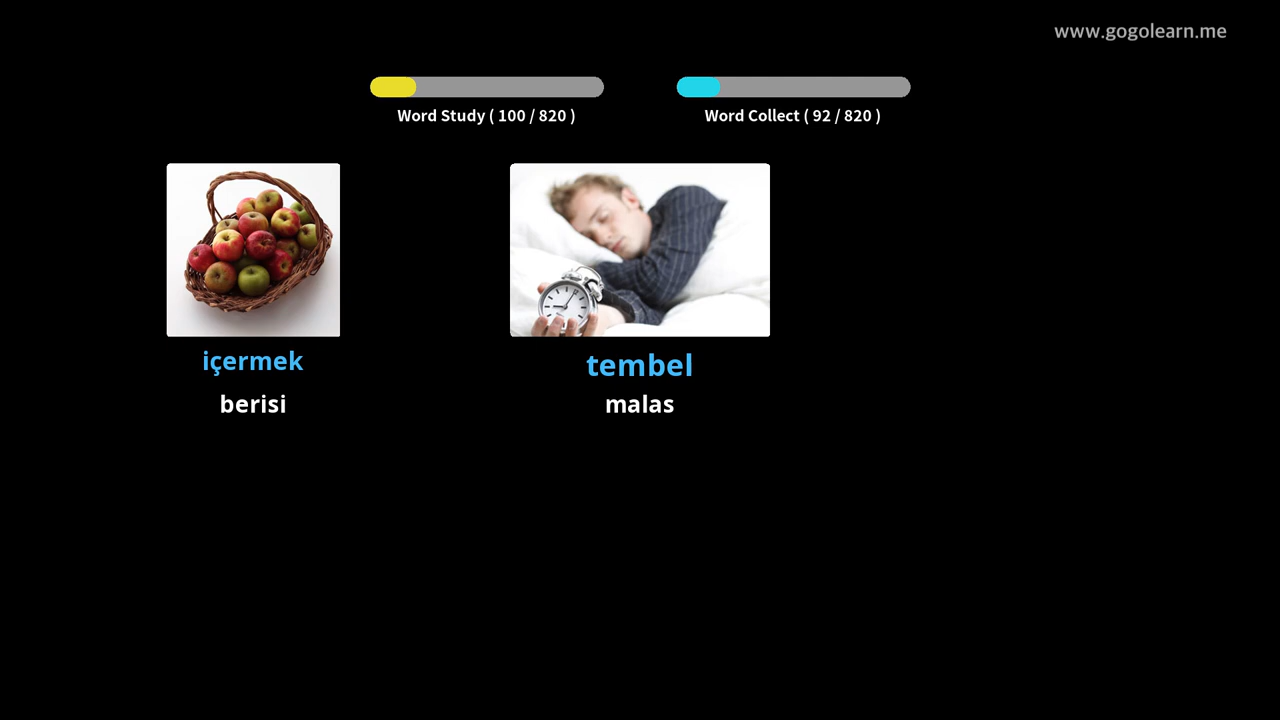 www.gogolearn.me
Word Study ( 100 / 820 )
Word Collect ( 92 / 820 )
içermek
berisi
tembel
malas